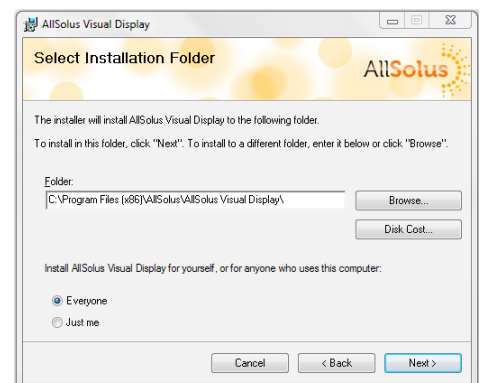 AllSolus Visual Display
Select Installation Folder
AllSolus
The installer will install AllSolus Visual Display to the following folder.
To install in this folder, click "Next". To install to a different folder, enter it below or click "Browse".
Folder:
C:\Program Files (x86)\AllSolus\AllSolus Visual Display\
Browse...
Disk Cost...
Install AllSolus Visual Display for yourself, or for anyone who uses this computer:
Everyone
Just me
Cancel
< Back
Next >